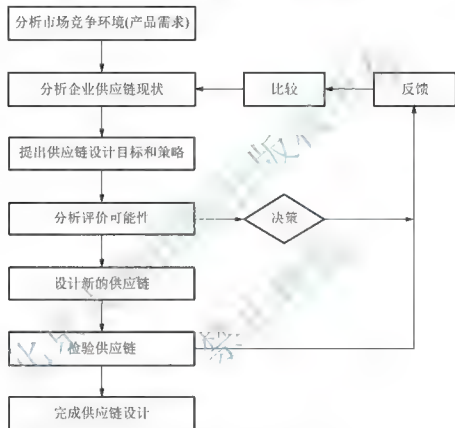 分析市场竞争环境(产品需求)
分析企业供应链现状
比较
反馈
提出供应链设计目标和策略
分析评价可能性
决策
设计新的供应链
检验供应链
完成供应链设计